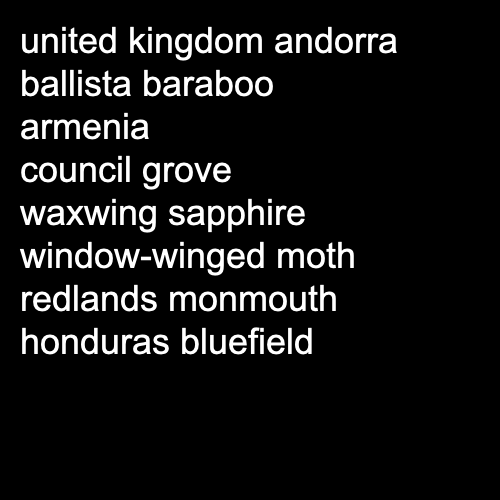 united kingdom andorra
ballista baraboo
armenia
council grove
waxwing sapphire
window-winged moth
redlands monmouth
honduras bluefield